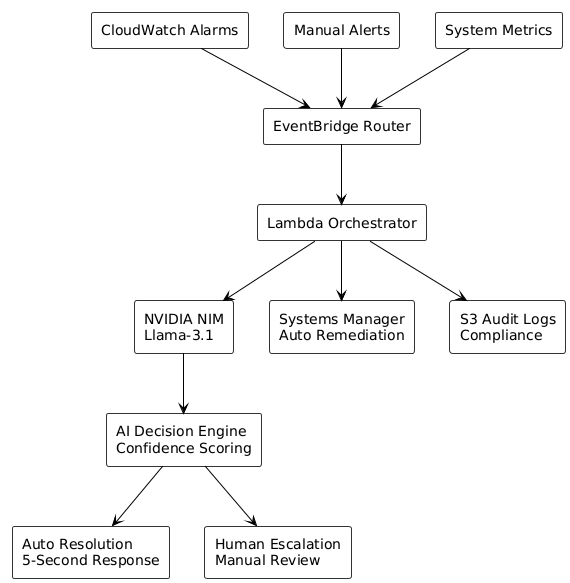 CloudWatch Alarms
Manual Alerts
System Metrics
EventBridge Router
Lambda Orchestrator
NVIDIA NIM
Llama-3.1
Systems Manager
Auto Remediation
S3 Audit Logs
Compliance
AI Decision Engine
Confidence Scoring
Auto Resolution
5-Second Response
Human Escalation
Manual Review